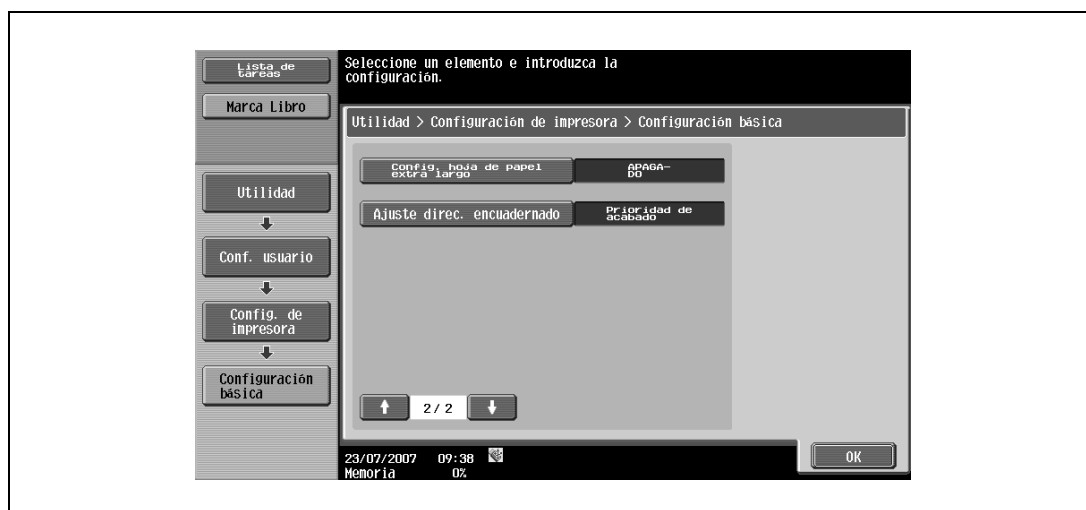 Lista de
tareas
Marca Libro
Seleccione un elemento e introduzca la
configuración.
Utilidad > Configuración de impresora > Configuración básica
Config. hoja de papel
extra largo
APAGA-
DO
Ajuste direc. encuadernado
Prioridad de
acabado
Utilidad
Conf. usuario
Config. de
impresora
Configuración
básica
2/2
23/07/2007 09:38
Memoria 0%
OK